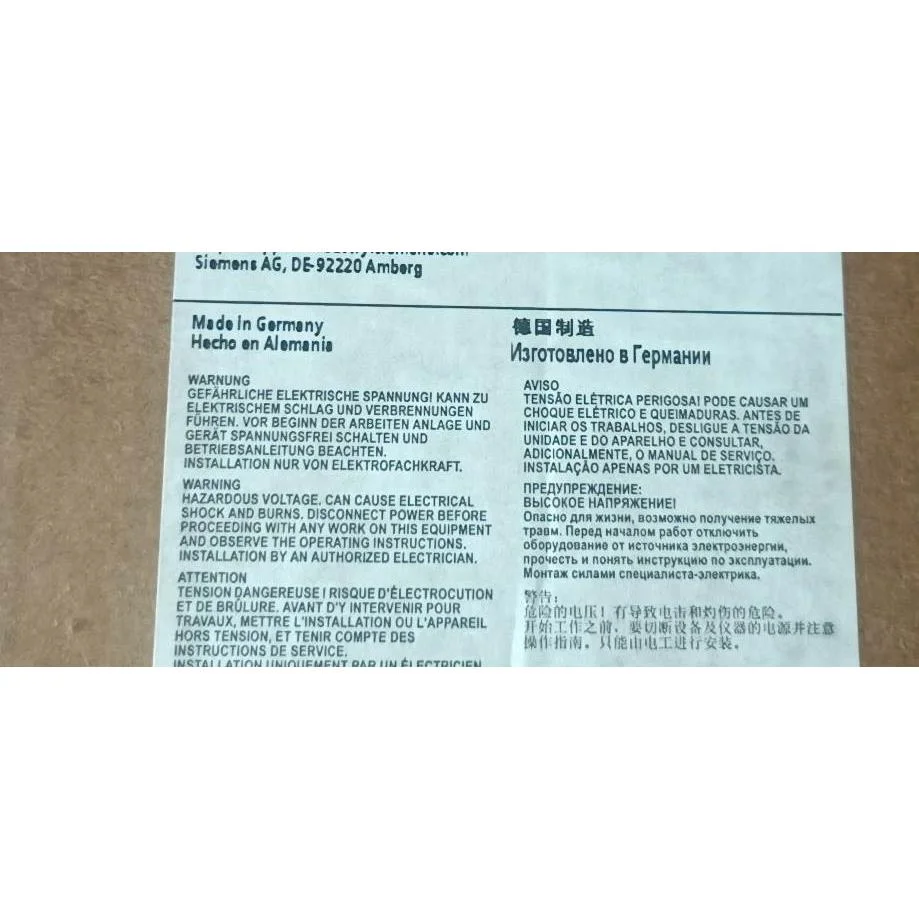 Siemens AG, DE-92220 Amberg
Made in Germany
Hecho en Alemania
WARNUNG
GEFÄHRLICHE ELEKTRISCHE SPANNUNG! KANN ZU
ELEKTRISCHEM SCHLAG UND VERBRENNUNGEN
FÜHREN. VOR BEGINN DER ARBEITEN ANLAGE UND
GERÄT SPANNUNGSFREI SCHALTEN UND
BETRIEBSANLEITUNG BEACHTEN.
INSTALLATION NUR VON ELEKTROFACHKRAFT.
WARNING
HAZARDOUS VOLTAGE. CAN CAUSE ELECTRICAL
SHOCK AND BURNS. DISCONNECT POWER BEFORE
PROCEEDING WITH ANY WORK ON THIS EQUIPMENT
AND OBSERVE THE OPERATING INSTRUCTIONS.
INSTALLATION BY AN AUTHORIZED ELECTRICIAN.
ATTENTION
TENSION DANGEREUSE ! RISQUE D'ÉLECTROCUTION
ET DE BRÛLURE. AVANT D'Y INTERVENIR POUR
TRAVAUX, METTRE L'INSTALLATION OU L'APPAREIL
HORS TENSION, ET TENIR COMPTE DES
INSTRUCTIONS DE SERVICE.
INSTALLATION UNIQUEMENT PAR UN ÉLECTRICIEN
德国制造
Изготовлено в Германии
AVISO
TENSÃO ELÉTRICA PERIGOSA! PODE CAUSAR UM
CHOQUE ELÉTRICO E QUEIMADURAS. ANTES DE
INICIAR OS TRABALHOS, DESLIGUE A TENSÃO DA
UNIDADE E DO APARELHO E CONSULTAR,
ADICIONALMENTE, O MANUAL DE SERVIÇO.
INSTALAÇÃO APENAS POR UM ELETRICISTA.
ПРЕДУПРЕЖДЕНИЕ:
ВЫСОКОЕ НАПРЯЖЕНИЕ!
Опасно для жизни, возможно получение тяжелых
травм. Перед началом работ отключить
оборудование от источника электроэнергии,
прочесть и понять инструкцию по эксплуатации.
Монтаж силами специалиста-электрика.
警告：
危险的电压！有导致电击和灼伤的危险。
开始工作之前，要切断设备及仪器的电源并注意
操作指南。只能由电工进行安装。